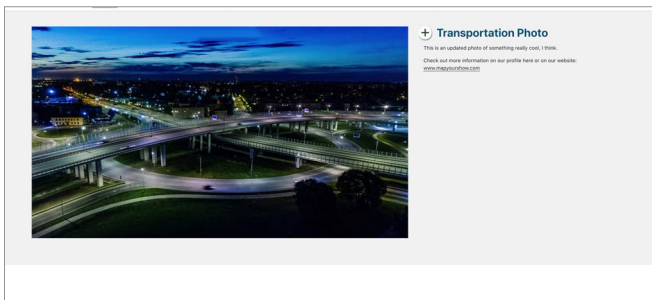 Transportation Photo
This is an updated photo of something really cool, I think.
Check out more information on our profile here or on our website:
www.mapyourshow.com